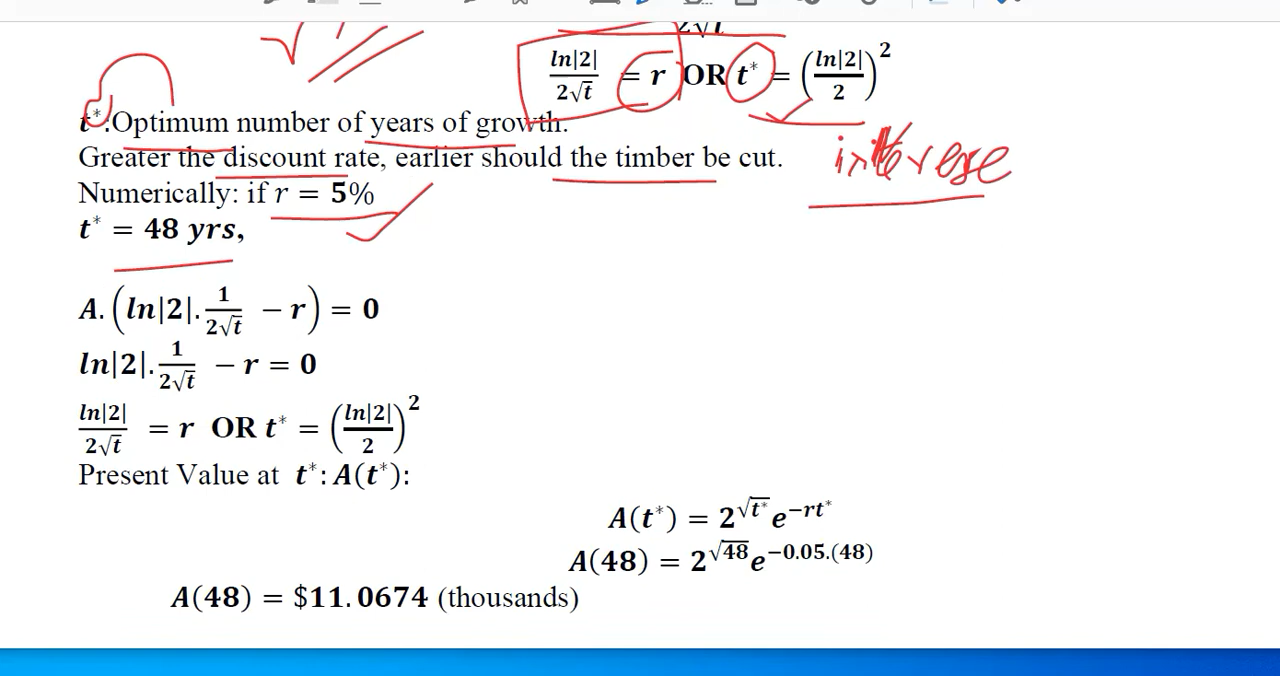 2√t
ln|2|/2√t = r OR t* = (ln|2|/2)²
t*:Optimum number of years of growth.
Greater the discount rate, earlier should the timber be cut.
Numerically: if r = 5%
t* = 48 yrs,
A.(ln|2|.1/2√t − r) = 0
ln|2|.1/2√t − r = 0
ln|2|/2√t = r OR t* = (ln|2|/2)²
Present Value at t*: A(t*):
A(t*) = 2^√t* e^−rt*
A(48) = 2^√48 e^−0.05.(48)
A(48) = $11.0674 (thousands)